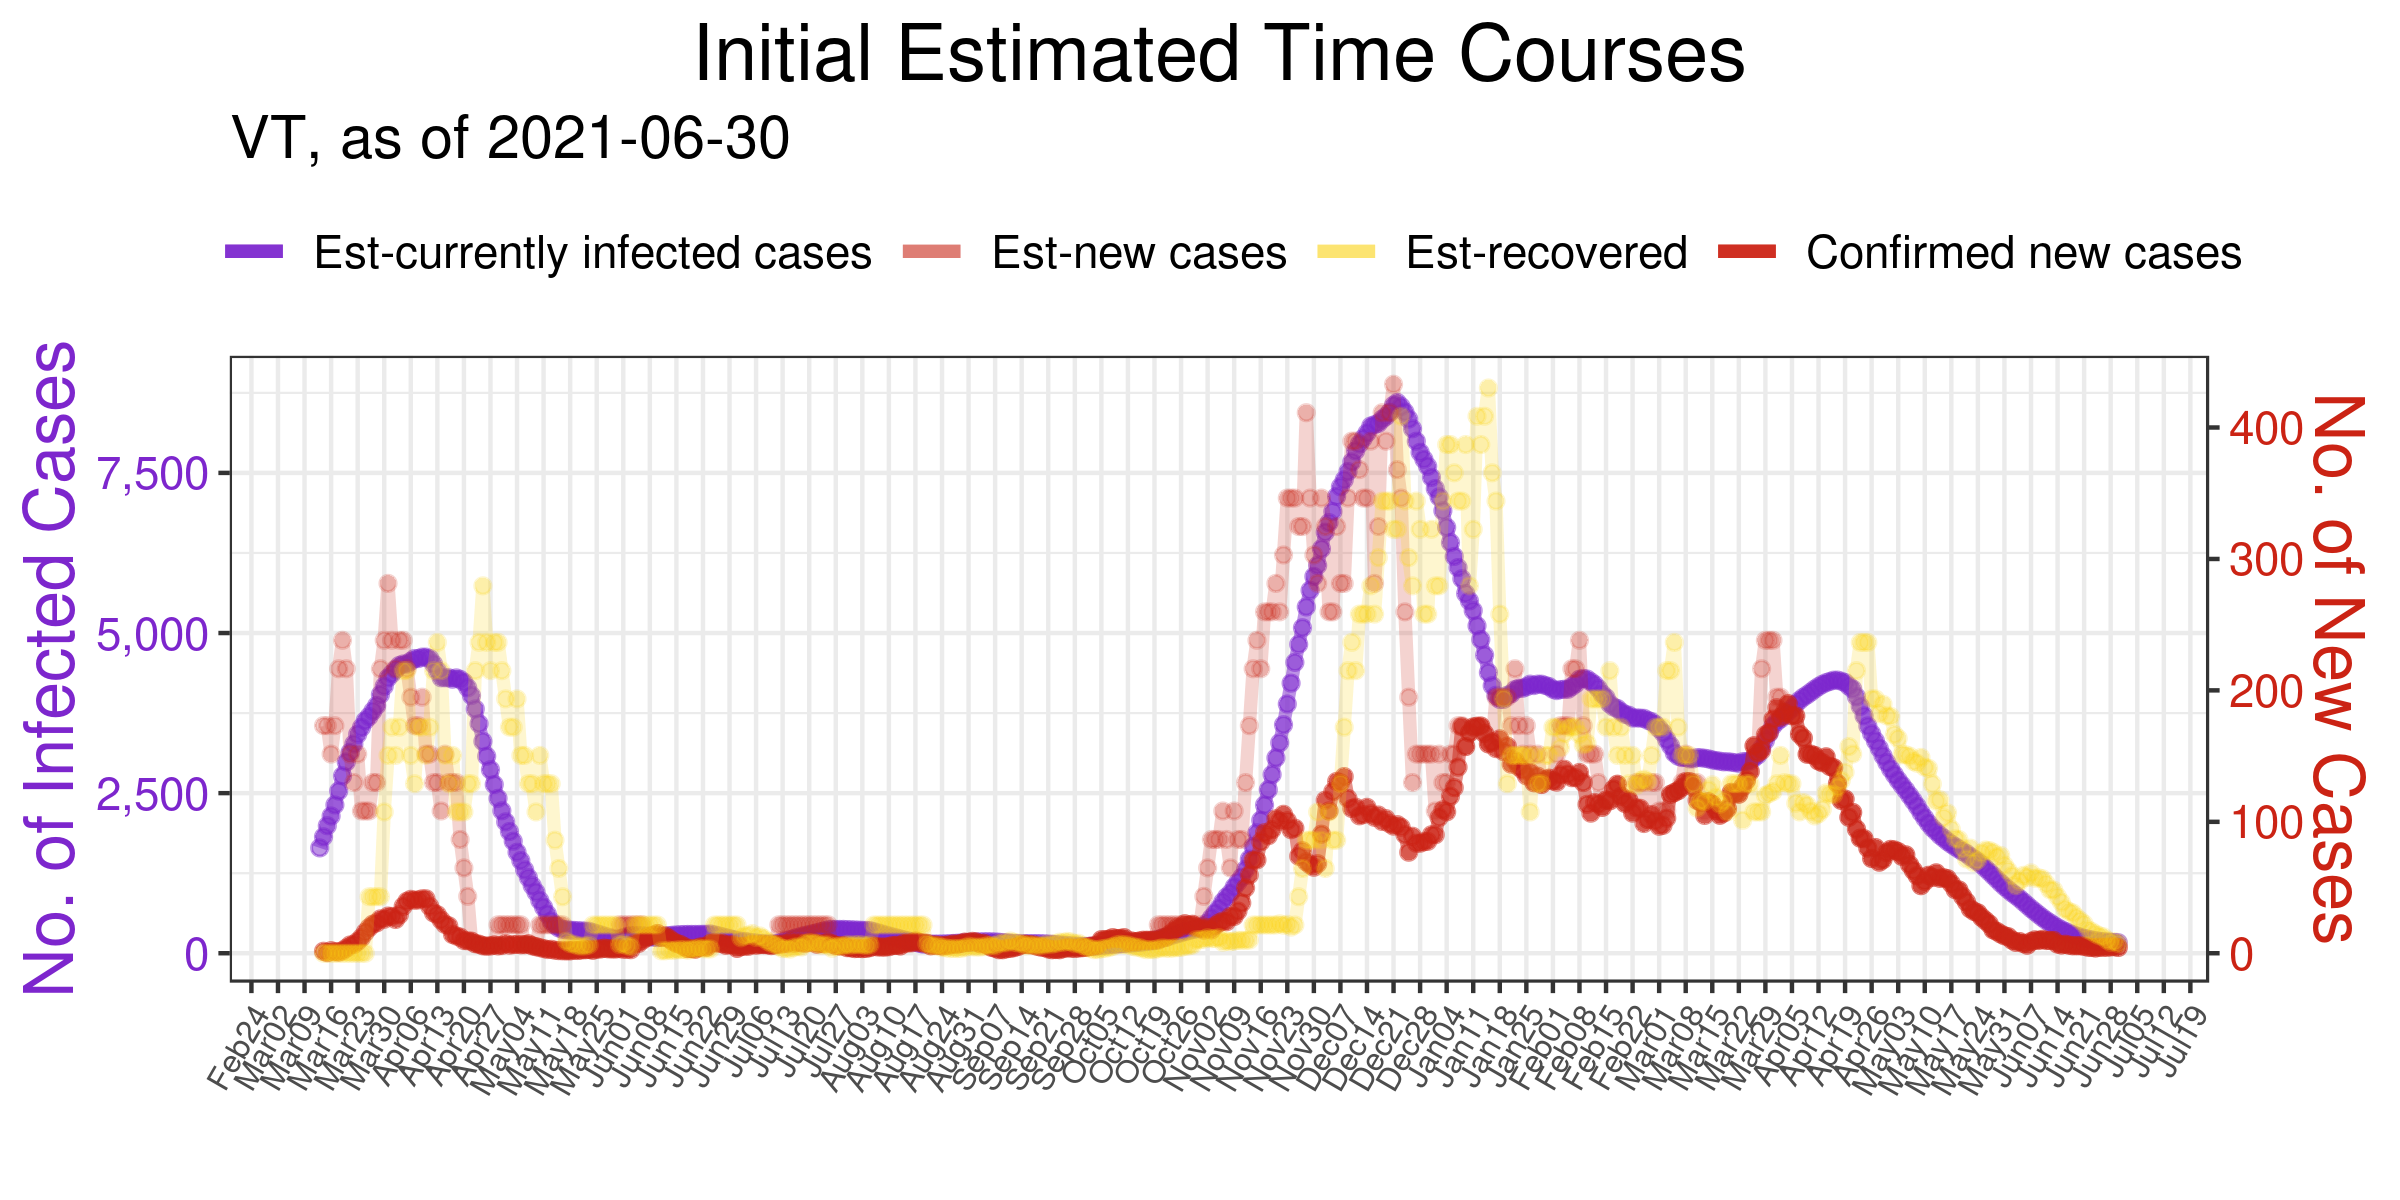 Initial Estimated Time Courses
VT, as of 2021-06-30
Est-currently infected cases
Est-new cases
Est-recovered
Confirmed new cases
No. of Infected Cases
7,500
5,000
2,500
0
400
300
200
100
0
No. of New Cases
Feb24
Mar02
Mar09
Mar16
Mar23
Mar30
Apr06
Apr13
Apr20
Apr27
May04
May11
May18
May25
Jun01
Jun08
Jun15
Jun22
Jun29
Jul06
Jul13
Jul20
Jul27
Aug03
Aug10
Aug17
Aug24
Aug31
Sep07
Sep14
Sep21
Sep28
Oct05
Oct12
Oct19
Oct26
Nov02
Nov09
Nov16
Nov23
Nov30
Dec07
Dec14
Dec21
Dec28
Jan04
Jan11
Jan18
Jan25
Feb01
Feb08
Feb15
Feb22
Mar01
Mar08
Mar15
Mar22
Mar29
Apr05
Apr12
Apr19
Apr26
May03
May10
May17
May24
May31
Jun07
Jun14
Jun21
Jun28
Jul05
Jul12
Jul19